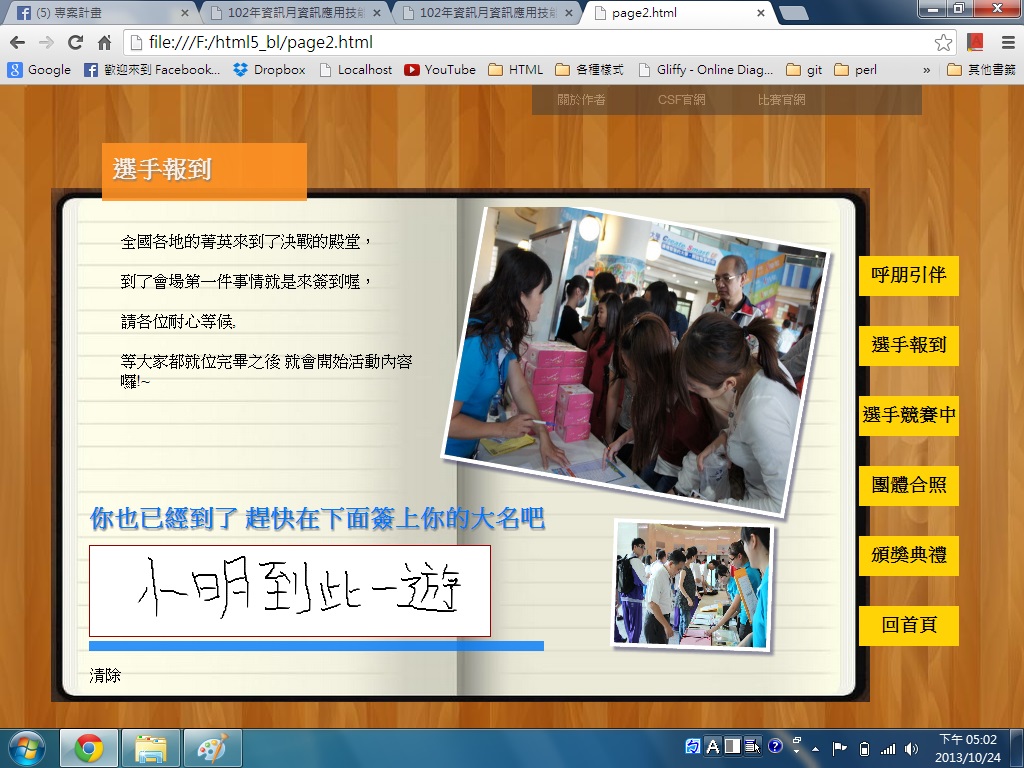 (5) 專案計畫
102年資訊月資訊應用技能
102年資訊月資訊應用技能
page2.html
file:///F:/html5_bl/page2.html
Google
歡迎來到 Facebook...
Dropbox
Localhost
YouTube
HTML
各種樣式
Gliffy - Online Diag...
git
perl
»
其他書籤
關於作者
CSF官網
比賽官網
選手報到
全國各地的菁英來到了決戰的殿堂，
到了會場第一件事情就是來簽到喔，
請各位耐心等候,
等大家都就位完畢之後 就會開始活動內容
囉!~
呼朋引伴
選手報到
選手競賽中
團體合照
頒獎典禮
回首頁
你也已經到了 趕快在下面簽上你的大名吧
小明到此一遊
清除
下午 05:02
2013/10/24